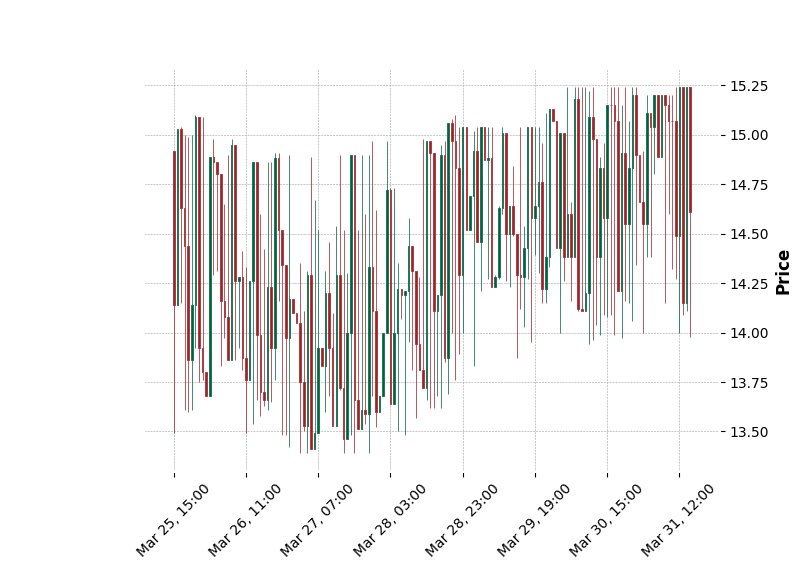 15.25
15.00
14.75
14.50
14.25
14.00
13.75
13.50
Price
Mar 25, 15:00
Mar 26, 11:00
Mar 27, 07:00
Mar 28, 03:00
Mar 28, 23:00
Mar 29, 19:00
Mar 30, 15:00
Mar 31, 12:00